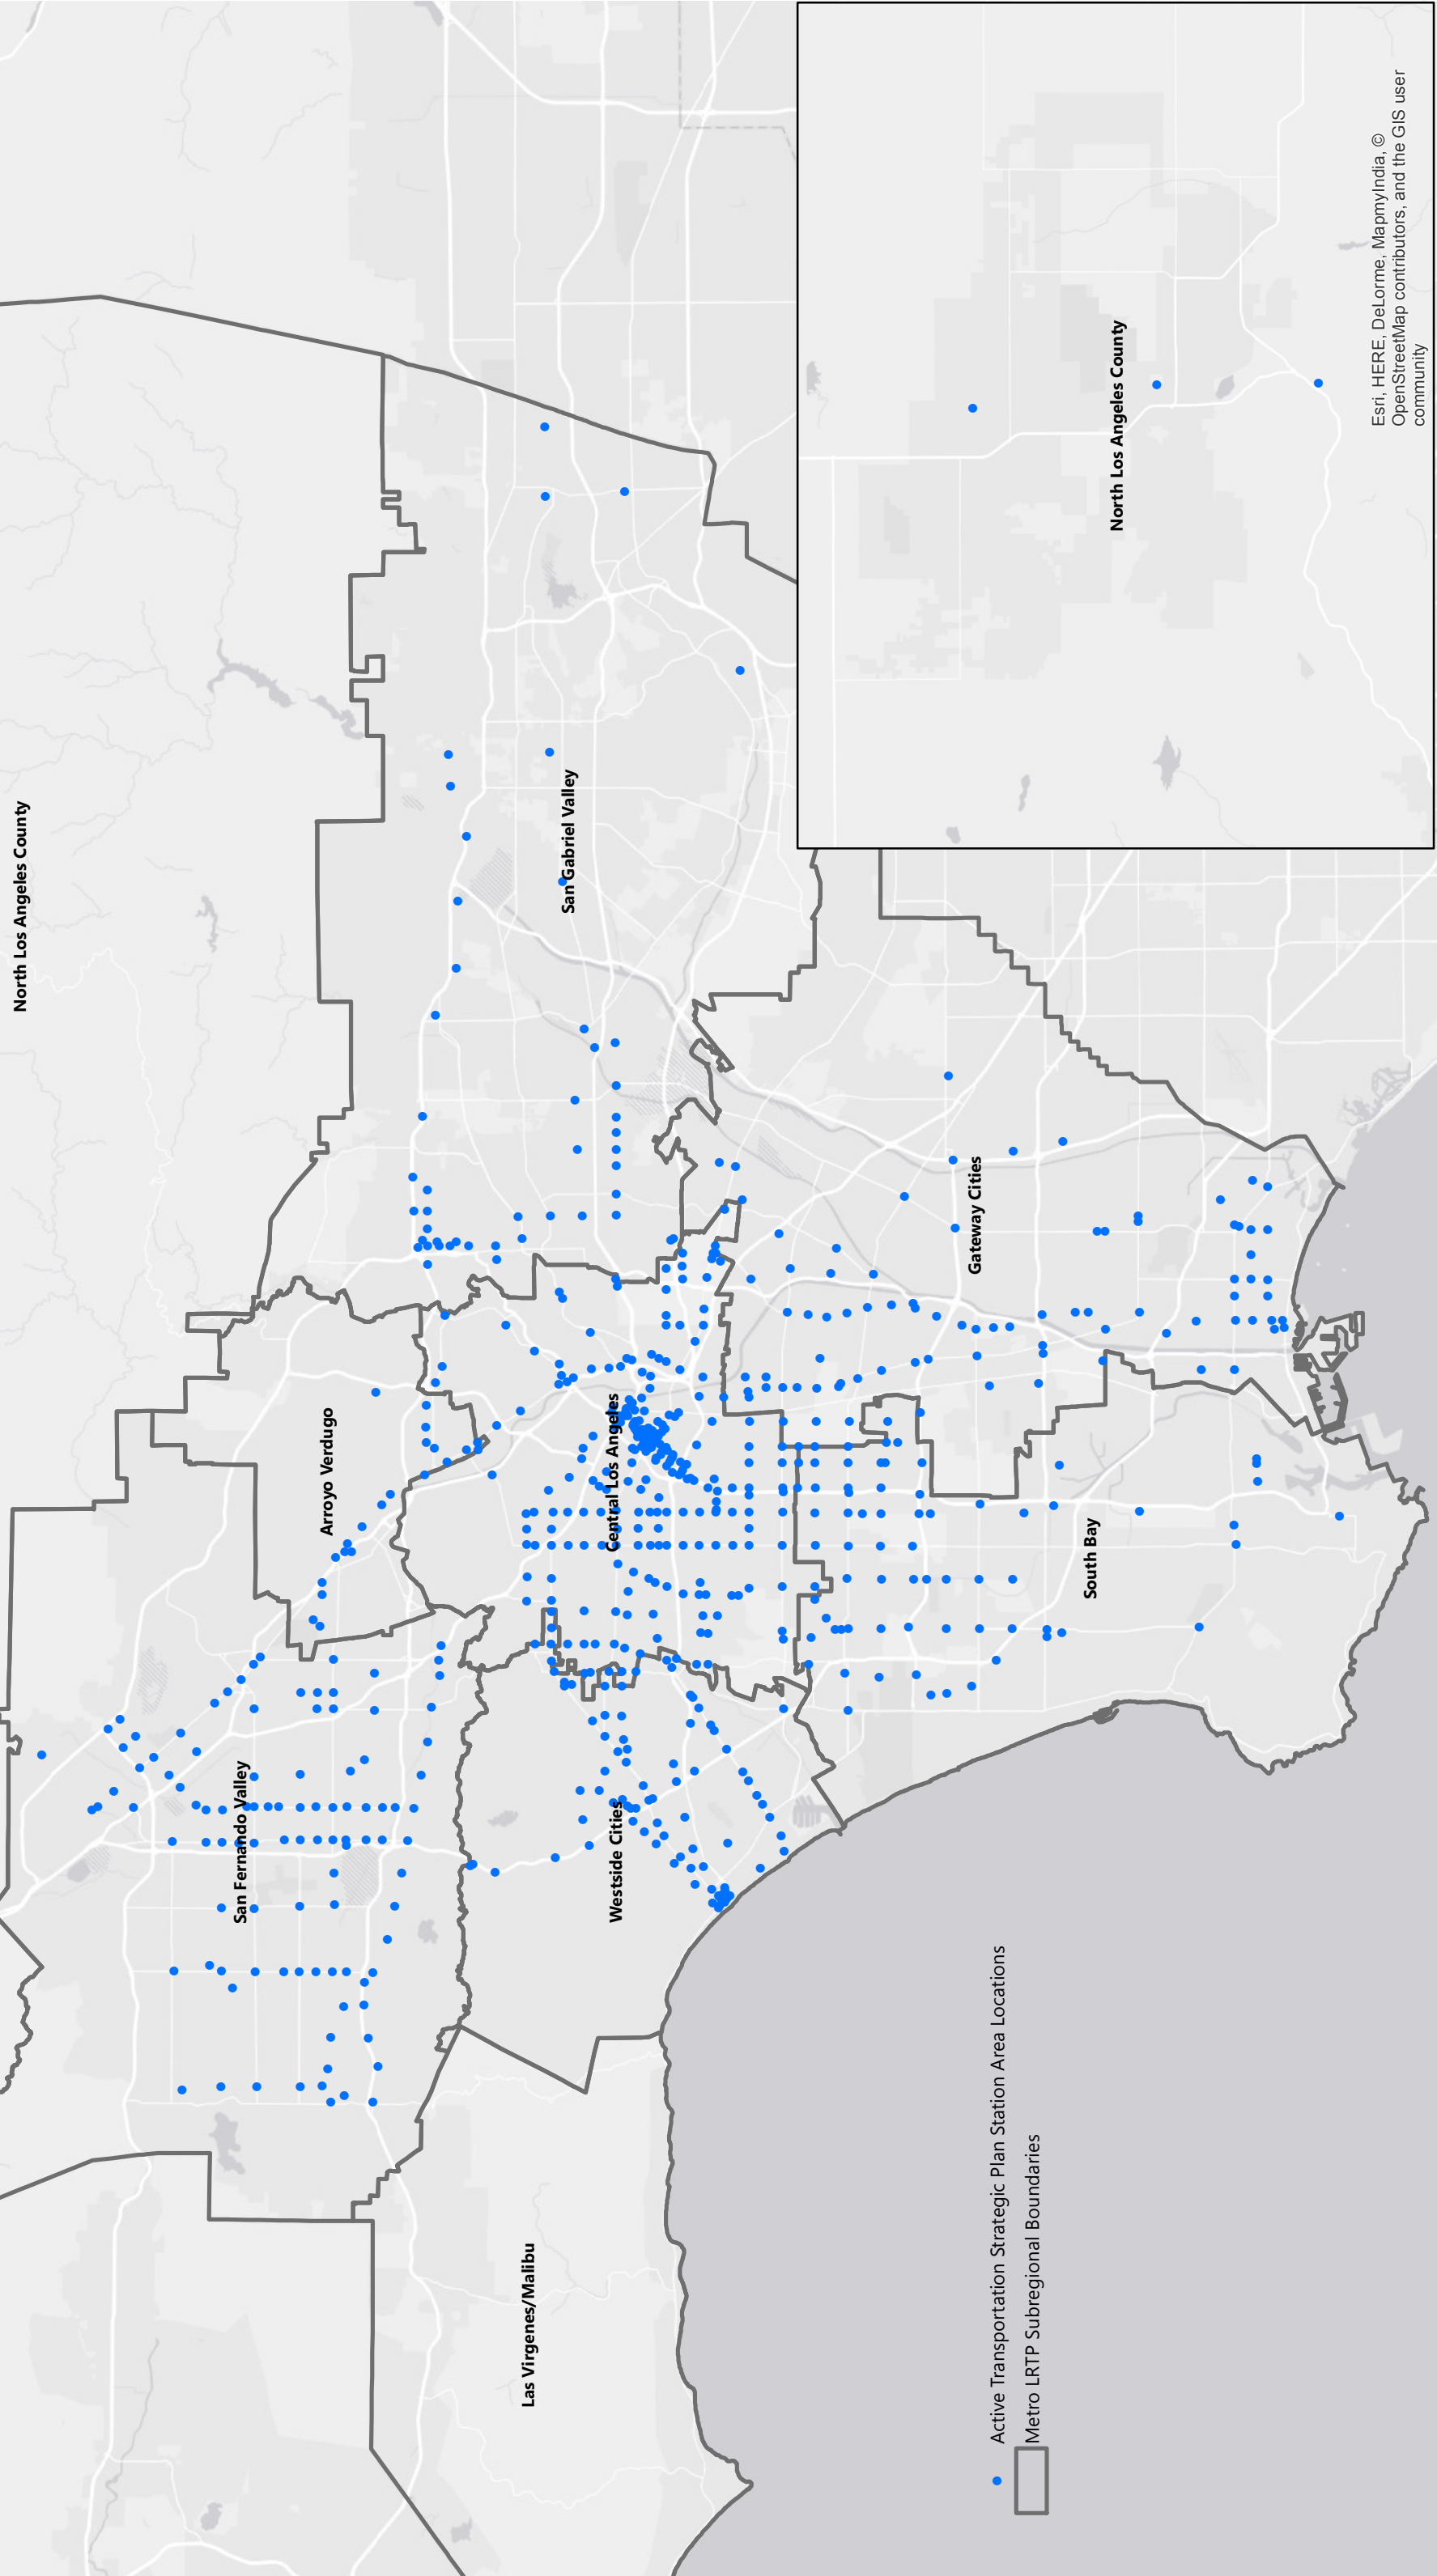 North Los Angeles County
San Fernando Valley
Arroyo Verdugo
San Gabriel Valley
Las Virgenes/Malibu
Westside Cities
Central Los Angeles
Gateway Cities
South Bay
North Los Angeles County
Active Transportation Strategic Plan Station Area Locations
Metro LRTP Subregional Boundaries
Esri, HERE, DeLorme, MapmyIndia, ©
OpenStreetMap contributors, and the GIS user
community